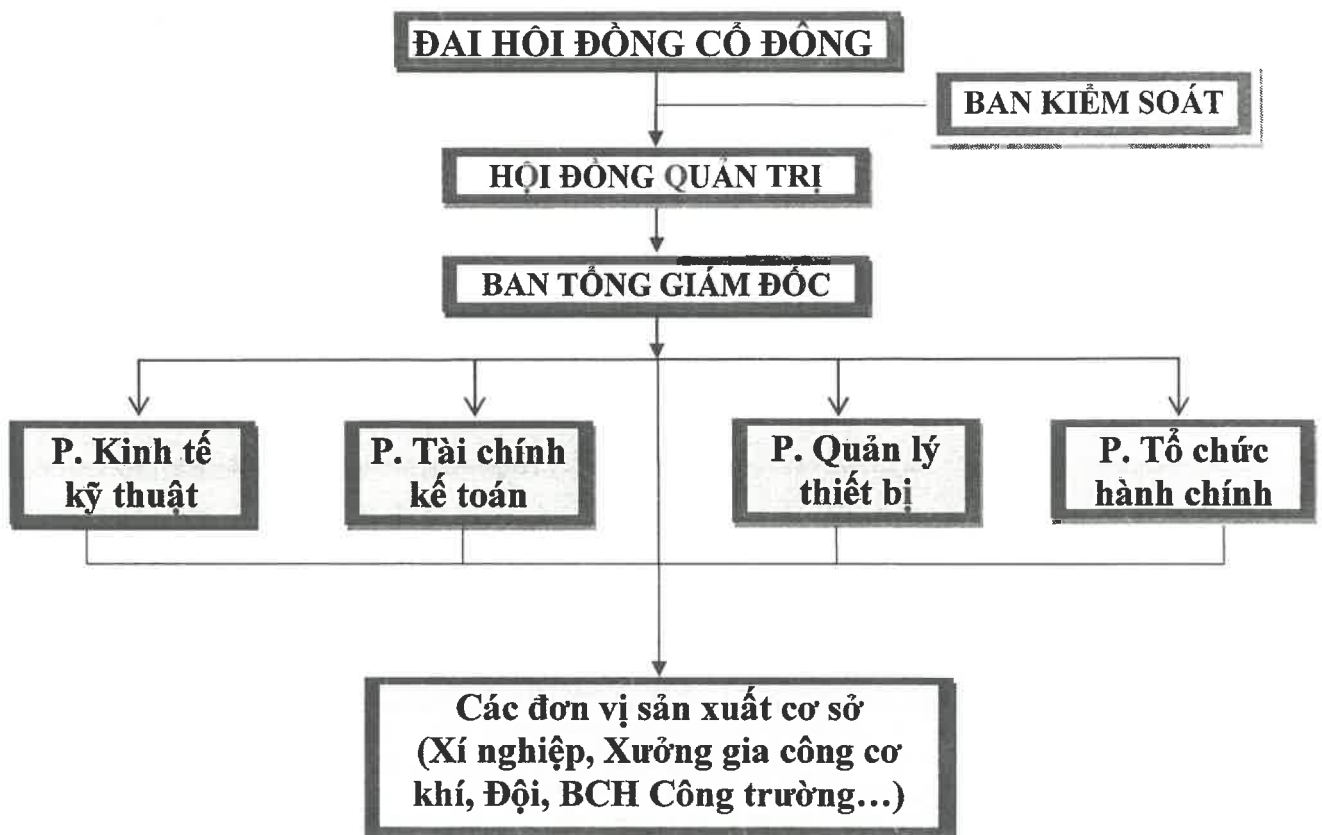 ĐAI HÔI ĐỒNG CỔ ĐÔNG
BAN KIỂM SOÁT
HỘI ĐỒNG QUẢN TRỊ
BAN TỔNG GIÁM ĐỐC
P. Kinh tế
kỹ thuật
P. Tài chính
kế toán
P. Quản lý
thiết bị
P. Tổ chức
hành chính
Các đơn vị sản xuất cơ sở
(Xí nghiệp, Xưởng gia công cơ
khí, Đội, BCH Công trường...)